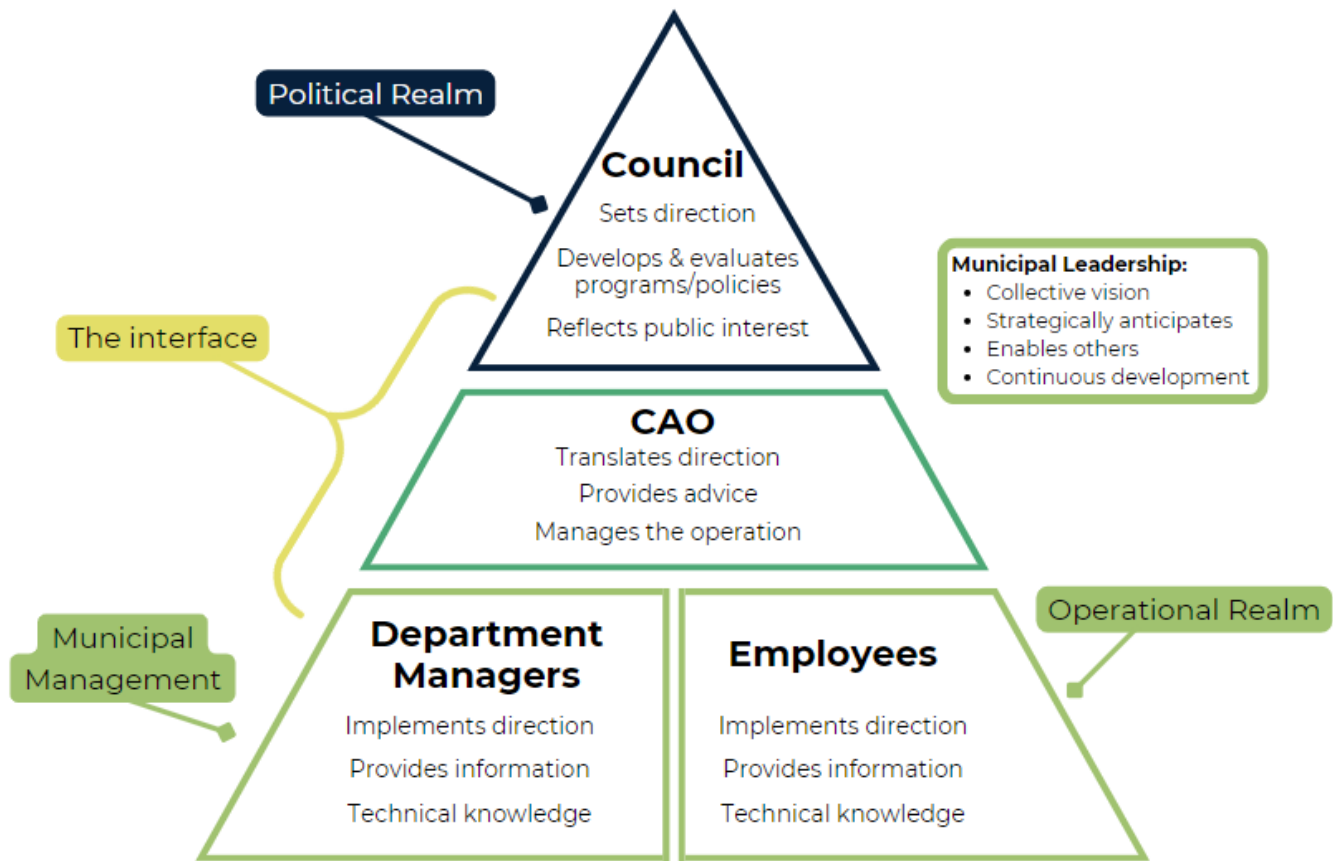 Political Realm
Council
Sets direction
Develops & evaluates
programs/policies
Reflects public interest
Municipal Leadership:
• Collective vision
• Strategically anticipates
• Enables others
• Continuous development
The interface
CAO
Translates direction
Provides advice
Manages the operation
Municipal
Management
Department
Managers
Implements direction
Provides information
Technical knowledge
Employees
Implements direction
Provides information
Technical knowledge
Operational Realm